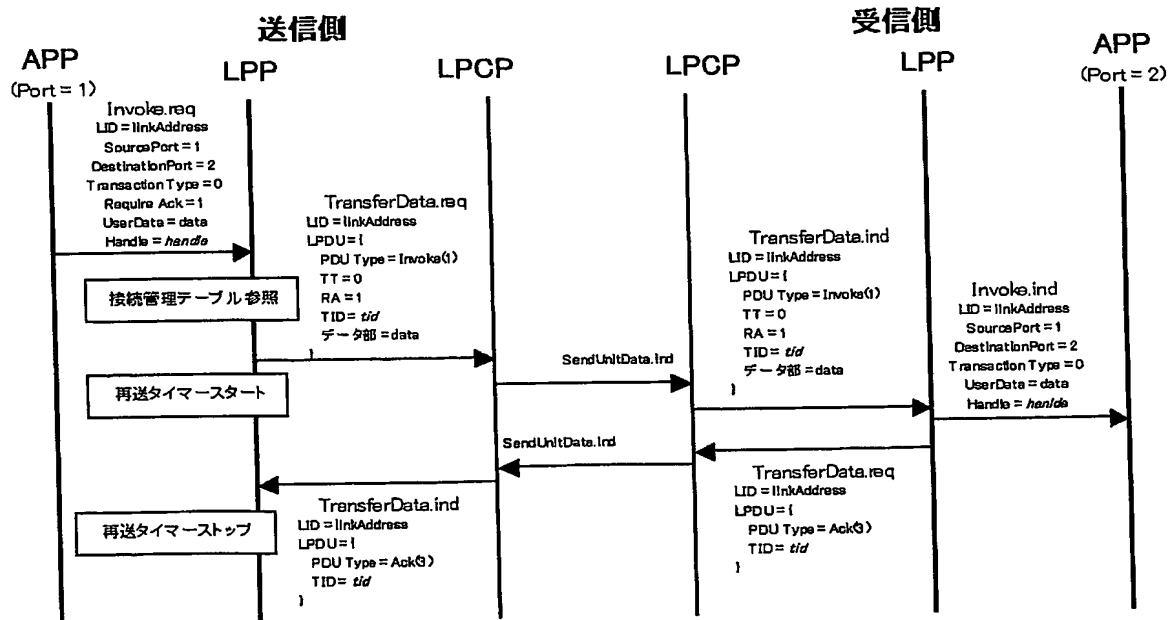 送信側
受信側
APP
(Port = 1)
LPP
LPCP
LPCP
LPP
APP
(Port = 2)
Invoke.req
LID = linkAddress
SourcePort = 1
DestinationPort = 2
Transaction Type = 0
Require Ack = 1
UserData = data
Handle = handle
接続管理テーブル参照
TransferData.req
LID = linkAddress
LPDU = {
PDU Type = Invoke(1)
TT = 0
RA = 1
TID = tid
データ部 = data
}
再送タイマースタート
SendUnitData.ind
TransferData.ind
LID = linkAddress
LPDU = {
PDU Type = Invoke(1)
TT = 0
RA = 1
TID = tid
データ部 = data
}
Invoke.ind
LID = linkAddress
SourcePort = 1
DestinationPort = 2
Transaction Type = 0
UserData = data
Handle = hanlde
SendUnitData.ind
TransferData.req
LID = linkAddress
LPDU = {
PDU Type = Ack(3)
TID = tid
}
TransferData.ind
LID = linkAddress
LPDU = {
PDU Type = Ack(3)
TID = tid
}
再送タイマーストップ